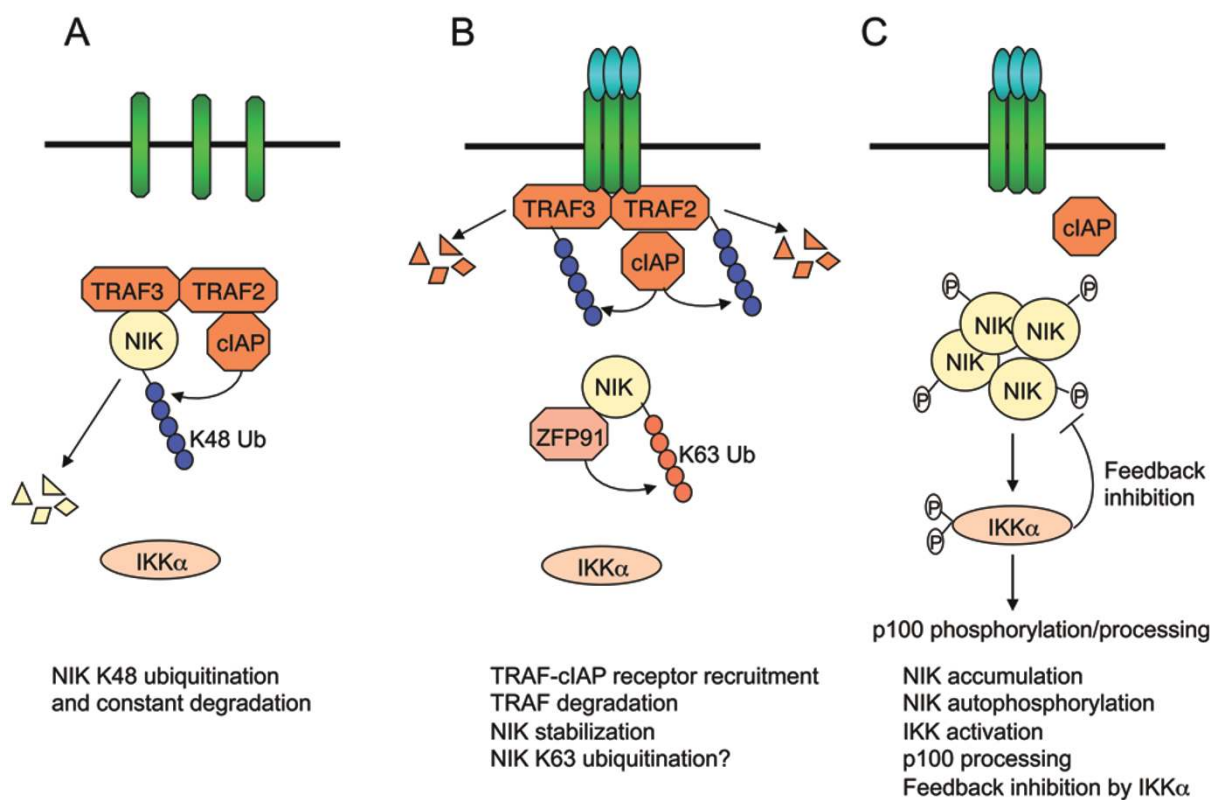 A
TRAF3
TRAF2
NIK
cIAP
K48 Ub
IKKα
NIK K48 ubiquitination
and constant degradation
B
TRAF3
TRAF2
cIAP
NIK
ZFP91
K63 Ub
IKKα
TRAF-cIAP receptor recruitment
TRAF degradation
NIK stabilization
NIK K63 ubiquitination?
C
cIAP
P
P
NIK
NIK
NIK
NIK
P
P
Feedback
inhibition
P
P
IKKα
p100 phosphorylation/processing
NIK accumulation
NIK autophosphorylation
IKK activation
p100 processing
Feedback inhibition by IKKα